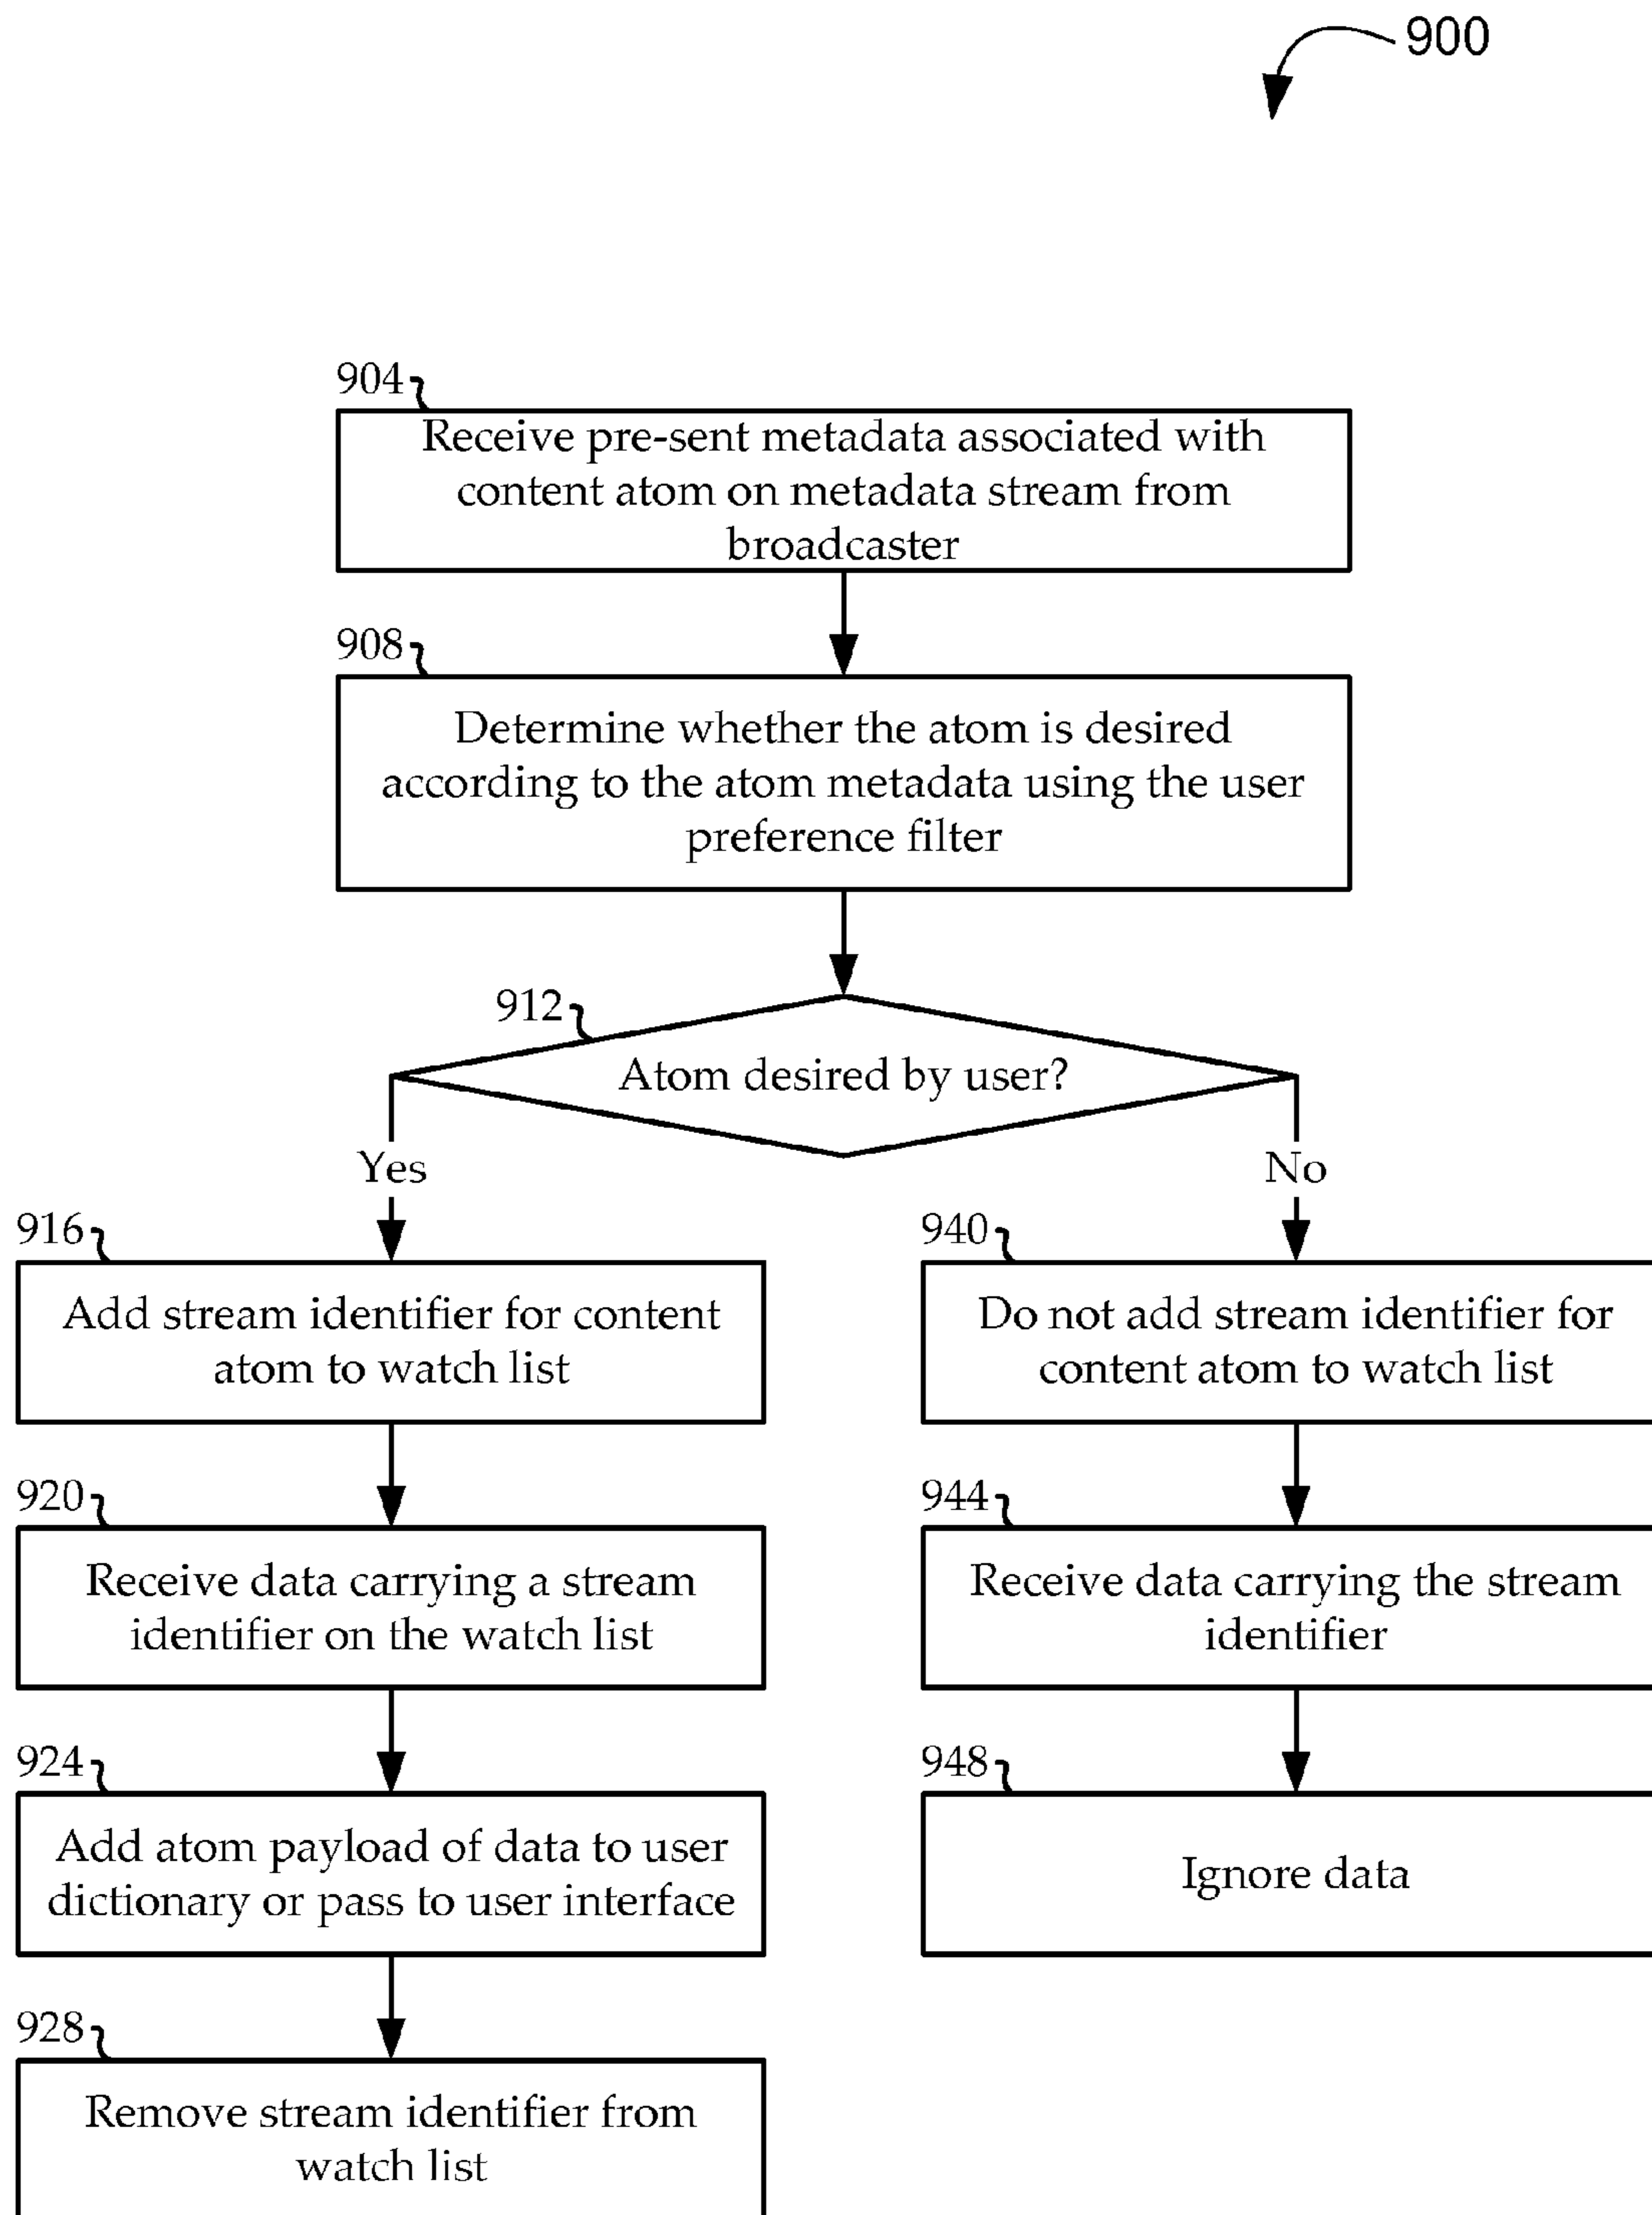 900
904
Receive pre-sent metadata associated with
content atom on metadata stream from
broadcaster
908
Determine whether the atom is desired
according to the atom metadata using the user
preference filter
912
Atom desired by user?
Yes
No
916
Add stream identifier for content
atom to watch list
940
Do not add stream identifier for
content atom to watch list
920
Receive data carrying a stream
identifier on the watch list
944
Receive data carrying the stream
identifier
924
Add atom payload of data to user
dictionary or pass to user interface
948
Ignore data
928
Remove stream identifier from
watch list